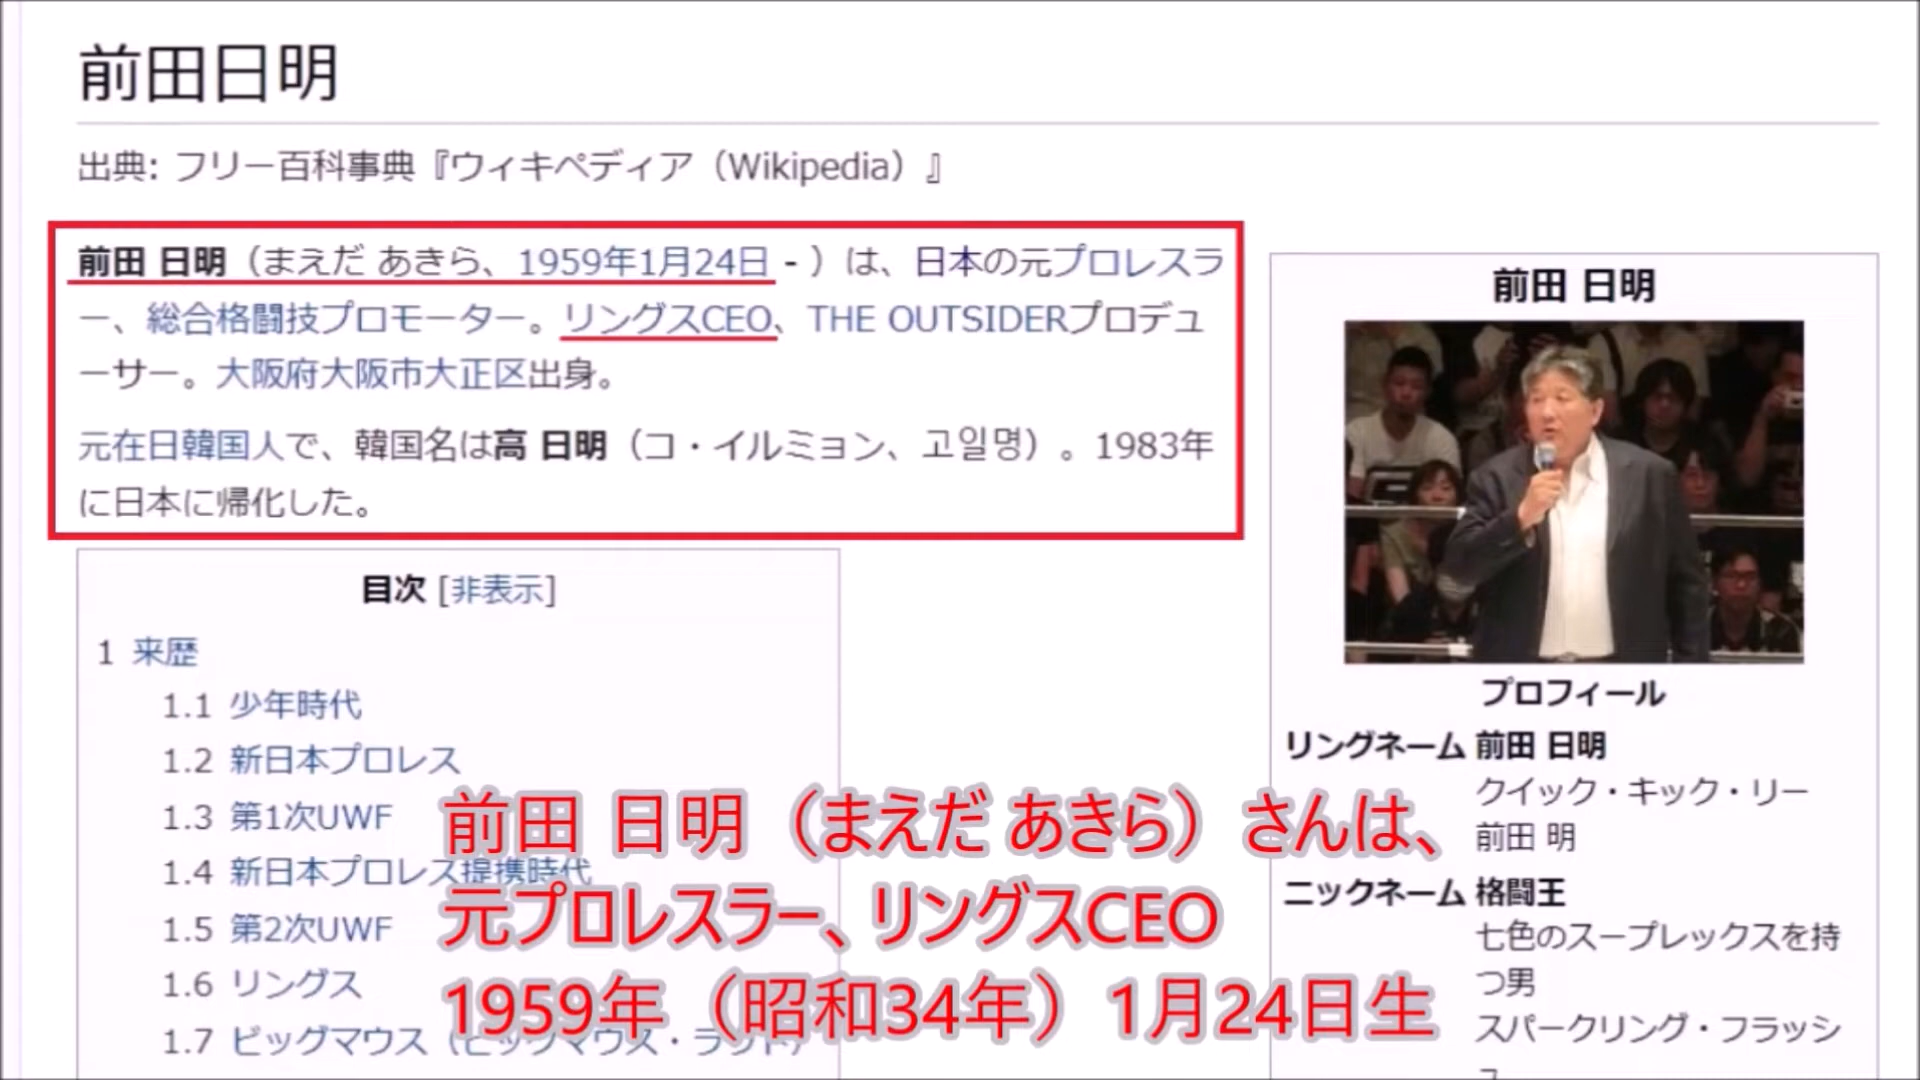 前田日明
出典: フリー百科事典『ウィキペディア（Wikipedia）』
前田 日明（まえだ あきら、1959年1月24日 - ）は、日本の元プロレスラ
ー、総合格闘技プロモーター。リングスCEO、THE OUTSIDERプロデュ
ーサー。大阪府大阪市大正区出身。
元在日韓国人で、韓国名は高 日明（コ・イルミョン、고일명）。1983年
に日本に帰化した。
目次 [非表示]
1 来歴
1.1 少年時代
1.2 新日本プロレス
1.3 第1次UWF
1.4 新日本プロレス提携時代
1.5 第2次UWF
1.6 リングス
1.7 ビッグマウス（ビッグマウス・ラウド）
前田 日明
プロフィール
リングネーム 前田 日明
クイック・キック・リー
前田 明
ニックネーム 格闘王
七色のスープレックスを持
つ男
スパークリング・フラッシ
前田 日明（まえだ あきら）さんは、
元プロレスラー、リングスCEO
1959年（昭和34年）1月24日生